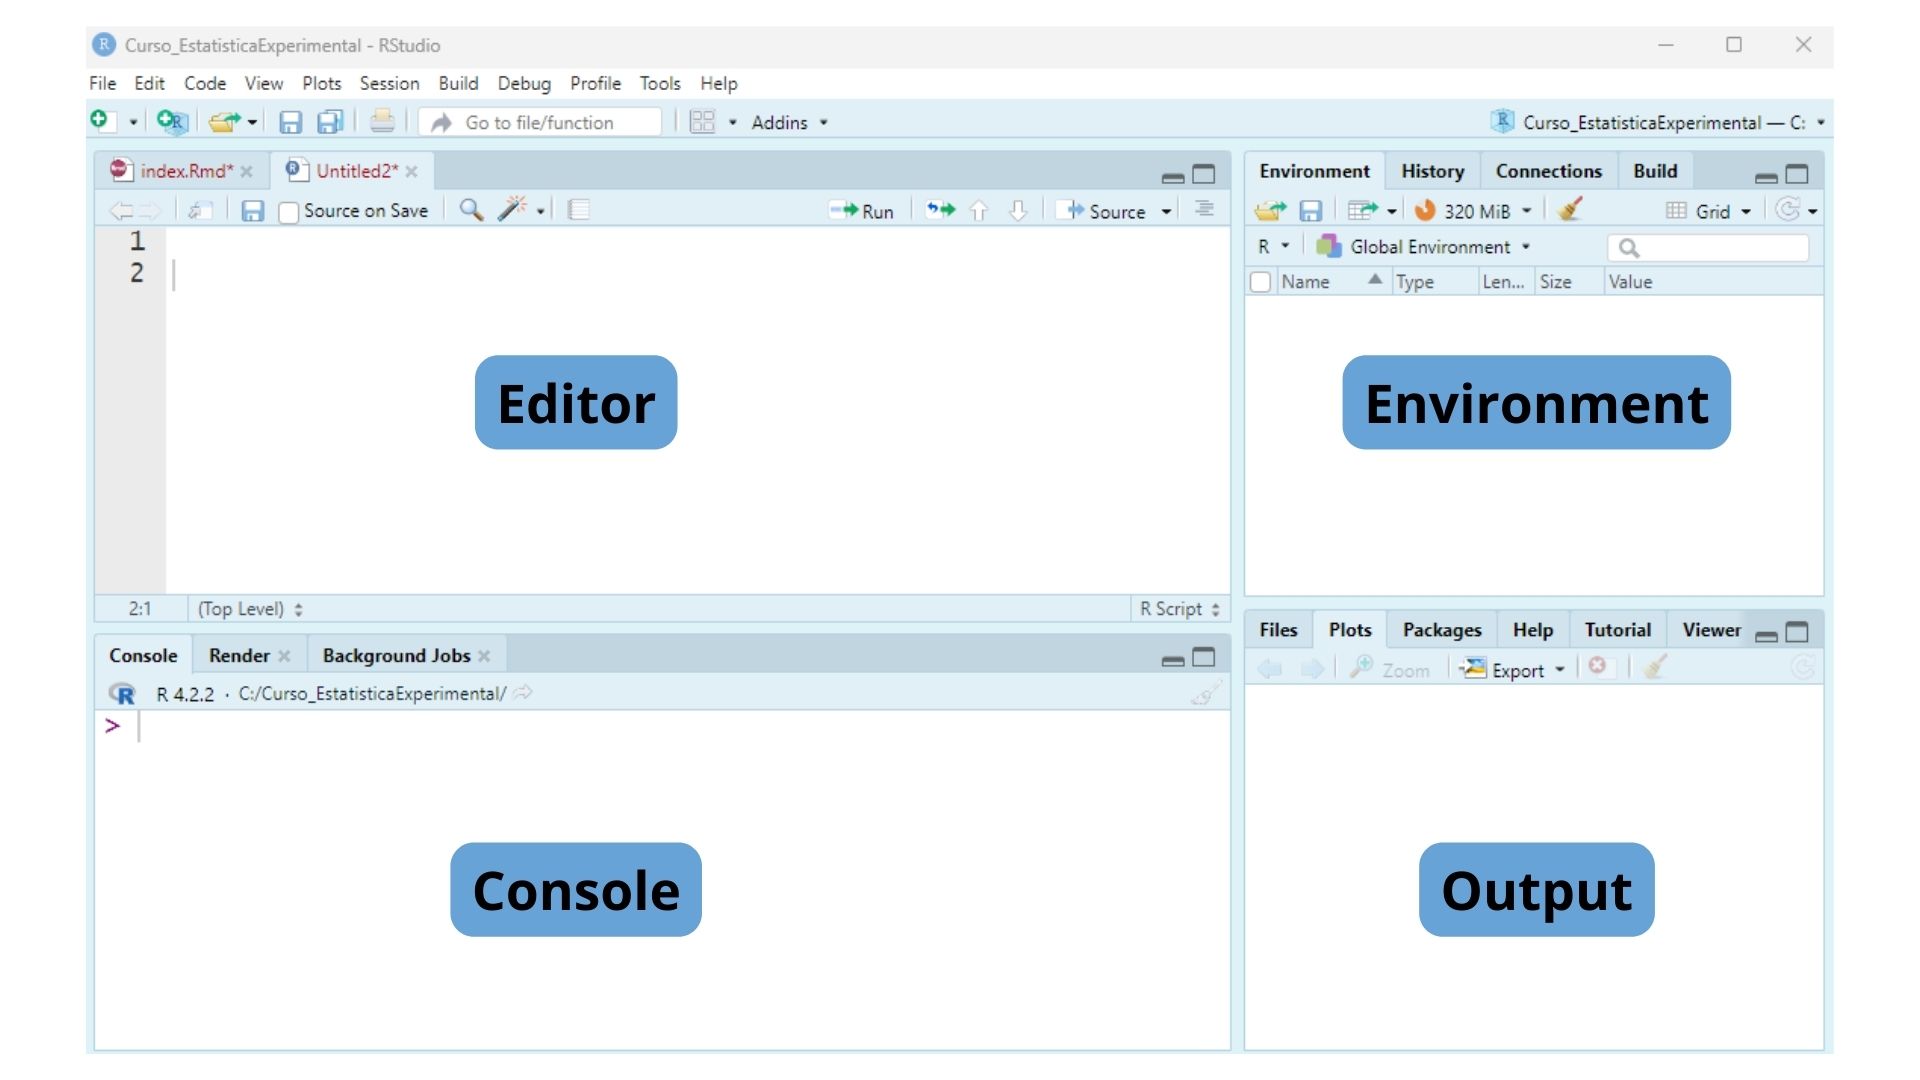 Curso_EstatisticaExperimental - RStudio
File Edit Code View Plots Session Build Debug Profile Tools Help
Go to file/function Addins Curso_EstatisticaExperimental — C:
index.Rmd* Untitled2*
Source on Save Run Source
1
2
Editor
2:1 (Top Level) R Script
Environment History Connections Build
320 MiB Grid
R Global Environment
Name Type Len... Size Value
Environment
Console Render Background Jobs
R 4.2.2 · C:/Curso_EstatisticaExperimental/
>
Console
Files Plots Packages Help Tutorial Viewer
Zoom Export
Output